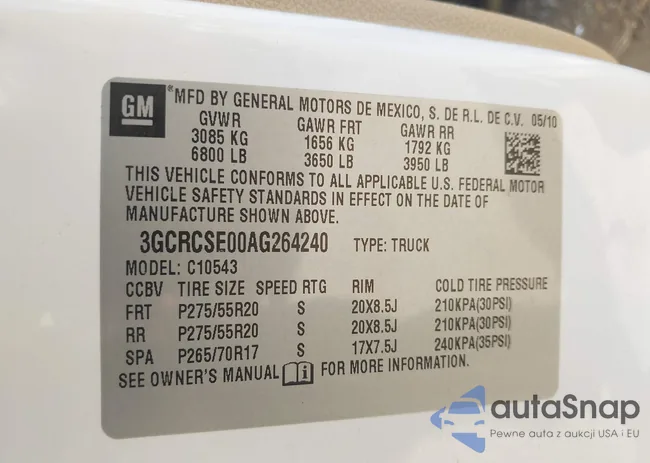 GM
*MFD BY GENERAL MOTORS DE MEXICO, S. DE R.L. DE C.V. 05/10
GVWR GAWR FRT GAWR RR
3085 KG 1656 KG 1792 KG
6800 LB 3650 LB 3950 LB
THIS VEHICLE CONFORMS TO ALL APPLICABLE U.S. FEDERAL MOTOR
VEHICLE SAFETY STANDARDS IN EFFECT ON THE DATE OF
MANUFACTURE SHOWN ABOVE.
3GCRCSE00AG264240 TYPE: TRUCK
MODEL: C10543
CCBV TIRE SIZE SPEED RTG RIM COLD TIRE PRESSURE
FRT P275/55R20 S 20X8.5J 210KPA(30PSI)
RR P275/55R20 S 20X8.5J 210KPA(30PSI)
SPA P265/70R17 S 17X7.5J 240KPA(35PSI)
SEE OWNER'S MANUAL i FOR MORE INFORMATION.
autaSnap
Pewne auta z aukcji USA i EU